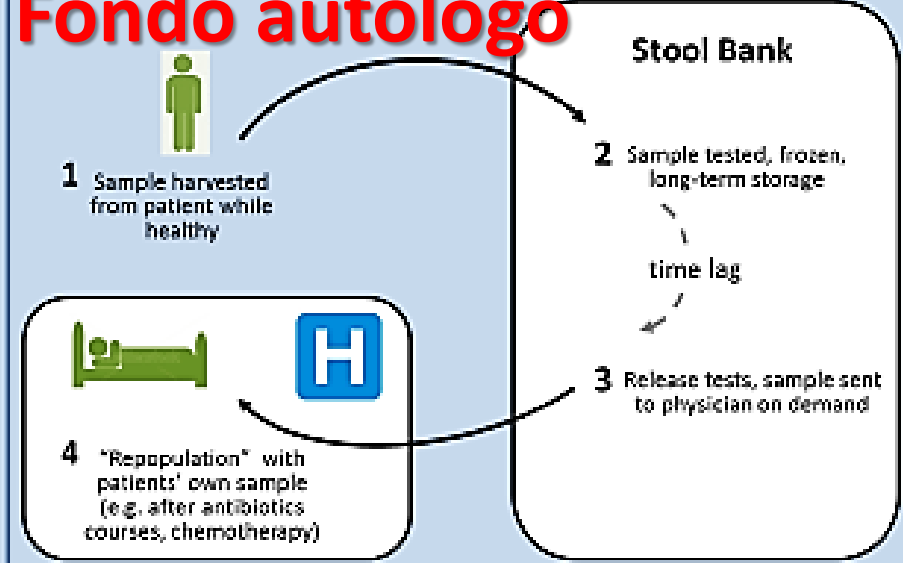 Fondo autologo
1 Sample harvested
from patient while
healthy
Stool Bank
2 Sample tested, frozen,
long-term storage
time lag
3 Release tests, sample sent
to physician on demand
H
4 "Repopulation" with
patients' own sample
(e.g. after antibiotics
courses, chemotherapy)